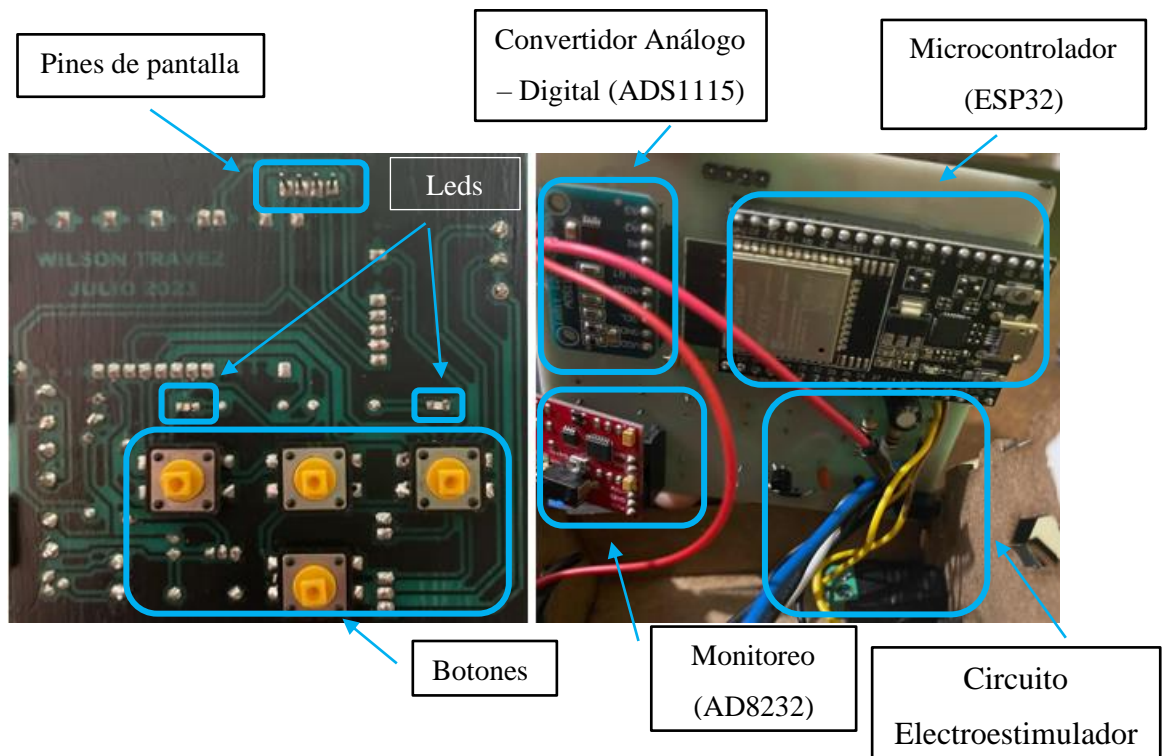 Pines de pantalla
Convertidor Análogo
– Digital (ADS1115)
Microcontrolador
(ESP32)
Leds
WILSON TRAVEZ
JULIO 2023
Botones
Monitoreo
(AD8232)
Circuito
Electroestimulador